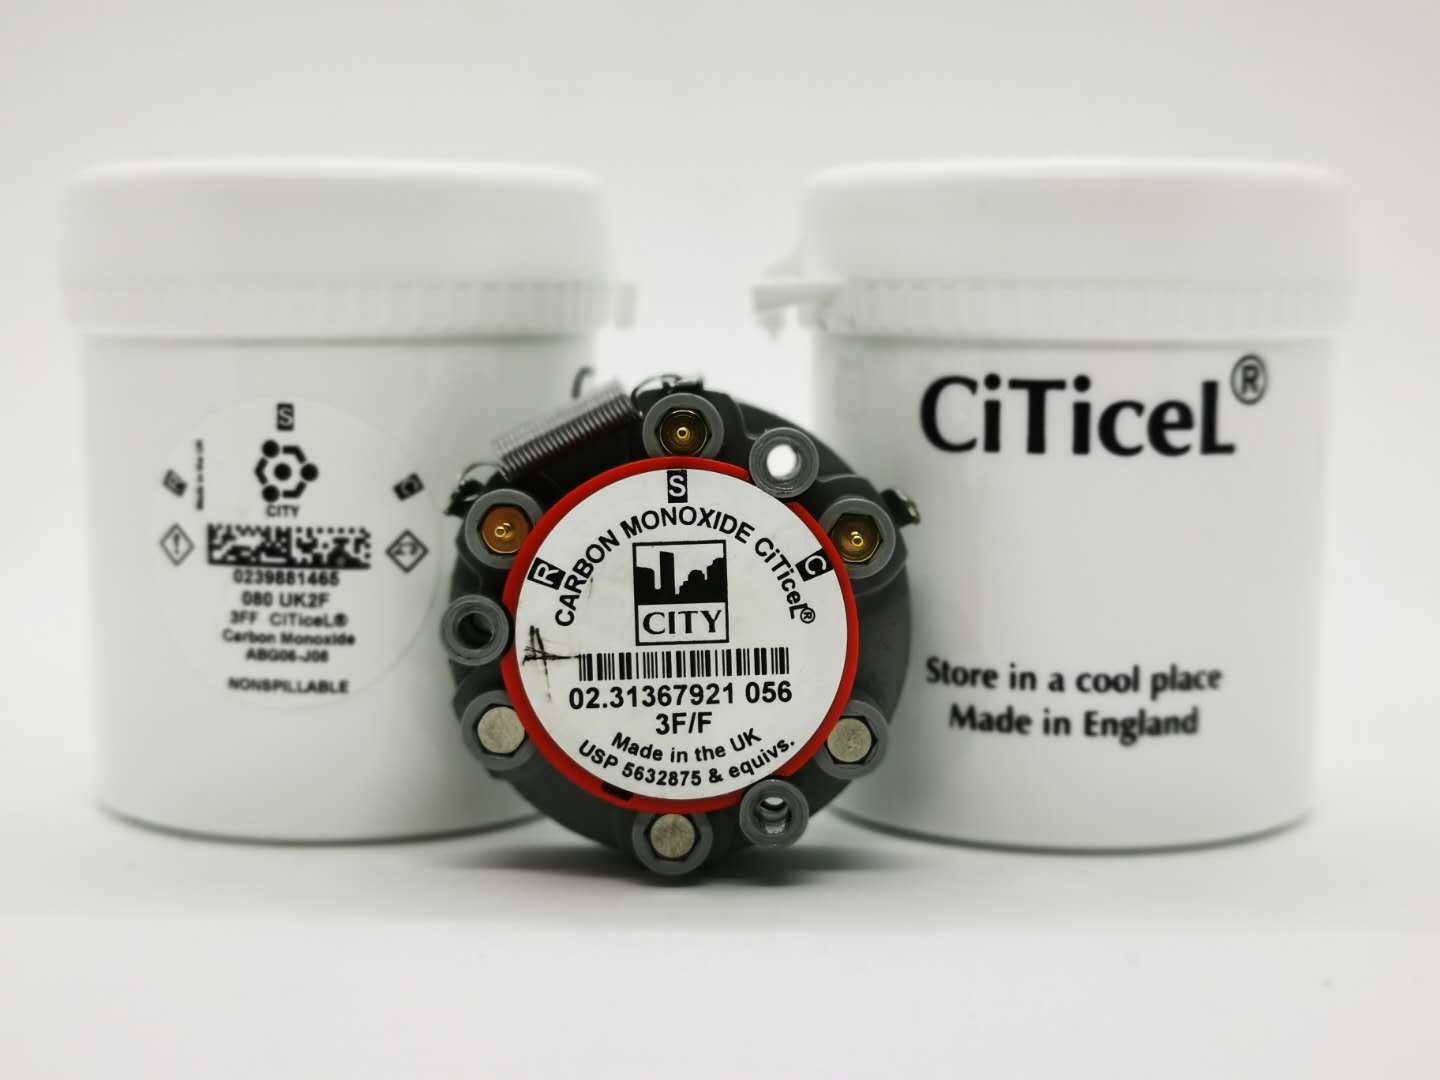 S
R
C
CITY
0239881465
080 UK2F
3FF CiTiceL®
Carbon Monoxide
ABG06-J08
NONSPILLABLE
S
R
C
CARBON MONOXIDE CiTiceL®
CITY
02.31367921 056
3F/F
Made in the UK
USP 5632875 & equivs.
CiTiceL®
Store in a cool place
Made in England